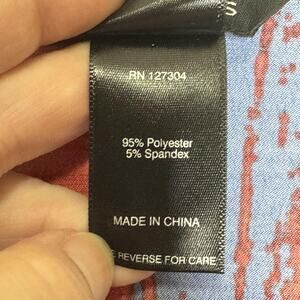 S
RN 127304
95% Polyester
5% Spandex
MADE IN CHINA
REVERSE FOR CARE